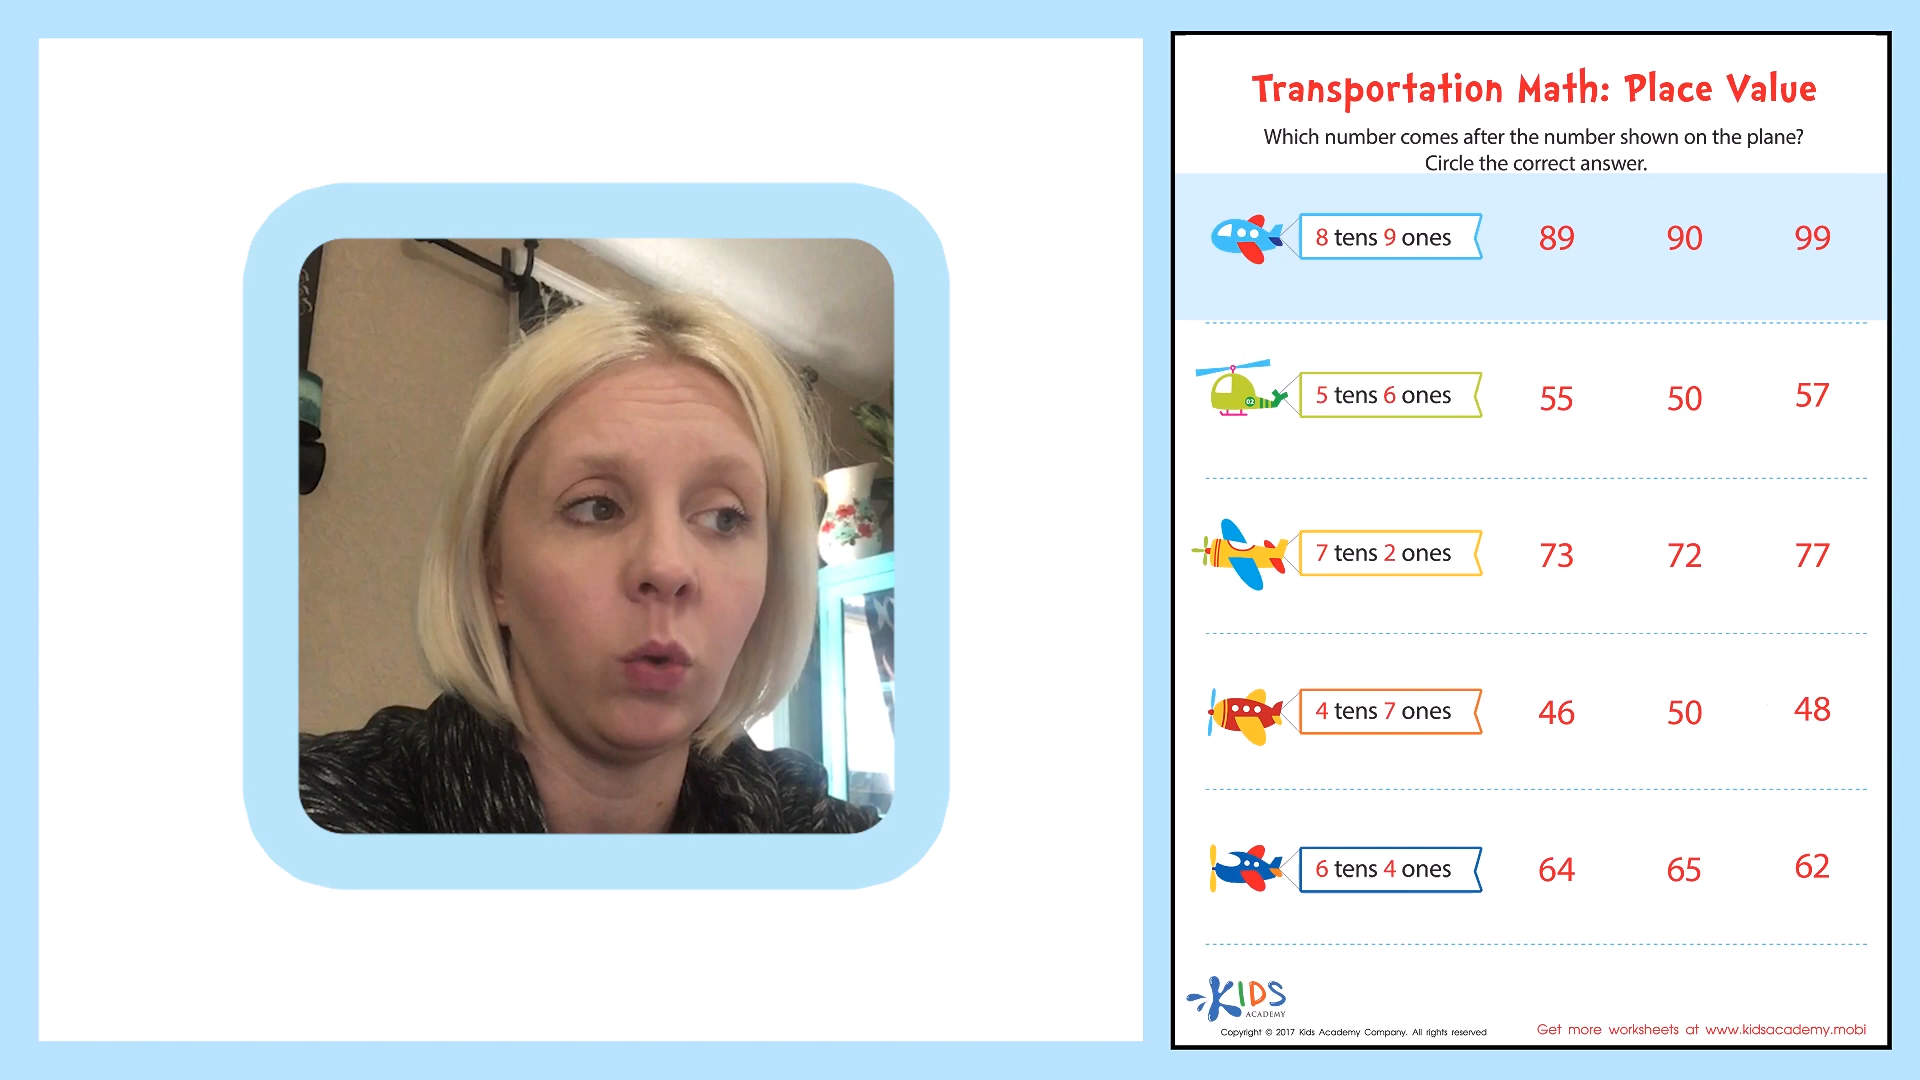 Transportation Math: Place Value
Which number comes after the number shown on the plane?
Circle the correct answer.
8 tens 9 ones 89 90 99
02
5 tens 6 ones 55 50 57
7 tens 2 ones 73 72 77
4 tens 7 ones 46 50 48
6 tens 4 ones 64 65 62
KIDS
ACADEMY
Copyright © 2017 Kids Academy Company. All rights reserved
Get more worksheets at www.kidsacademy.mobi